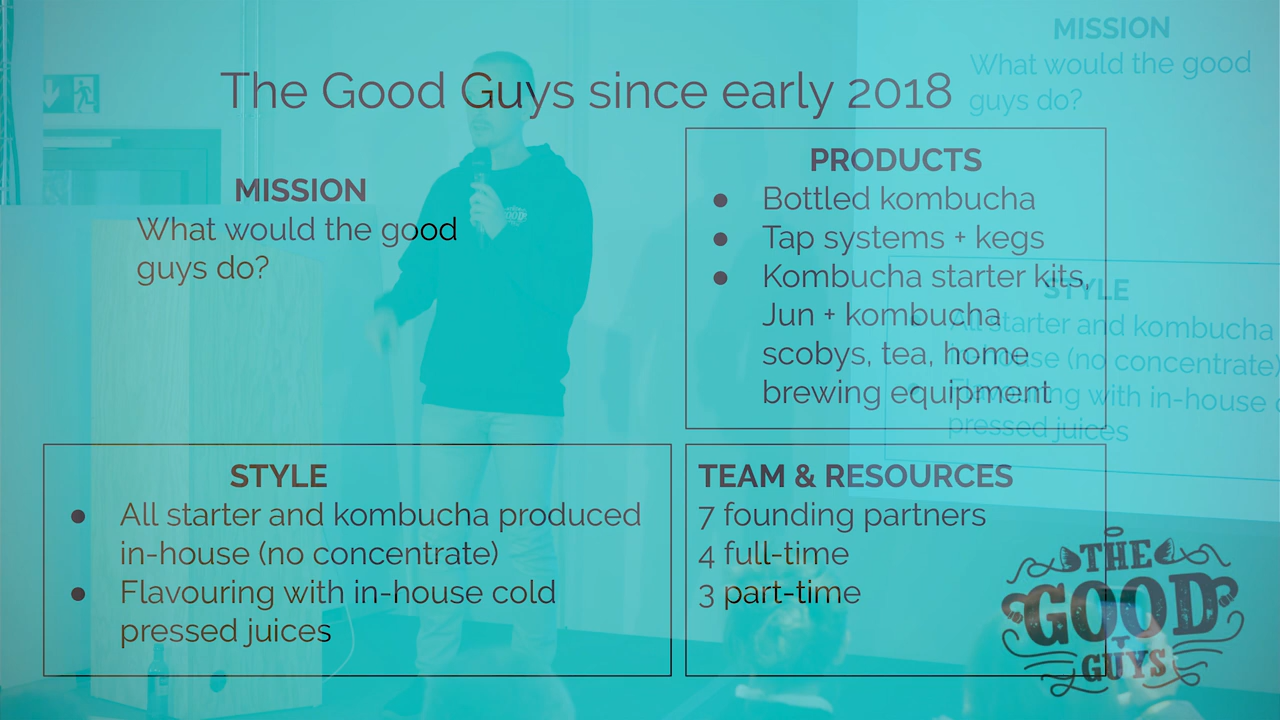 The Good Guys since early 2018
MISSION
What would the good
guys do?
PRODUCTS
● Bottled kombucha
● Tap systems + kegs
● Kombucha starter kits,
Jun + kombucha
scobys, tea, home
brewing equipment
STYLE
● All starter and kombucha produced
in-house (no concentrate)
● Flavouring with in-house cold
pressed juices
TEAM & RESOURCES
7 founding partners
4 full-time
3 part-time
THE
GOOD
GUYS
MISSION
What would the good
guys do?
STYLE
All starter and kombucha
in-house (no concentrate)
Flavouring with in-house
pressed juices
GOOD